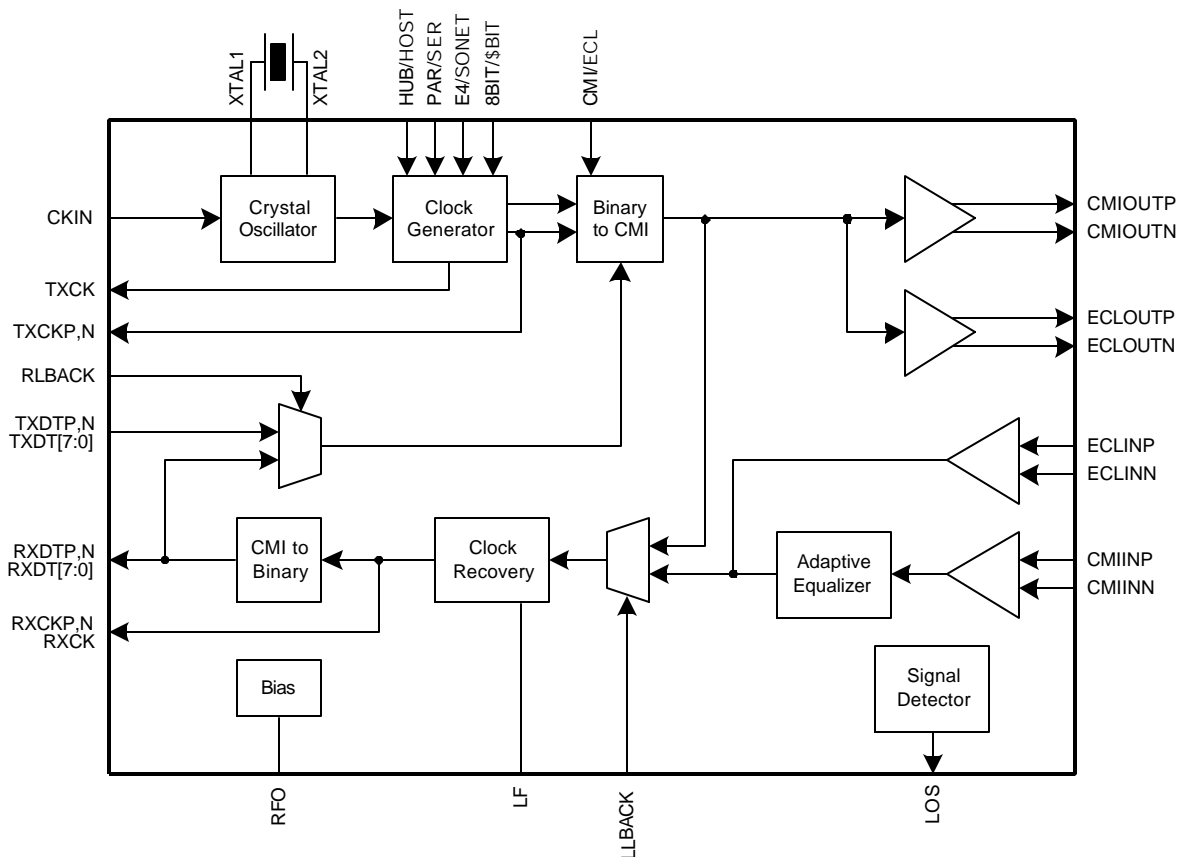 XTAL1
XTAL2
HUB/HOST
PAR/SER
E4/SONET
8BIT/$BIT
CMI/ECL
CKIN
Crystal
Oscillator
Clock
Generator
Binary
to CMI
CMIOUTP
CMIOUTN
TXCK
TXCKP,N
ECLOUTP
ECLOUTN
RLBACK
TXDTP,N
TXDT[7:0]
ECLINP
ECLINN
RXDTP,N
RXDT[7:0]
CMI to
Binary
Clock
Recovery
Adaptive
Equalizer
CMIINP
CMIINN
RXCKP,N
RXCK
Bias
Signal
Detector
RFO
LF
LLBACK
LOS